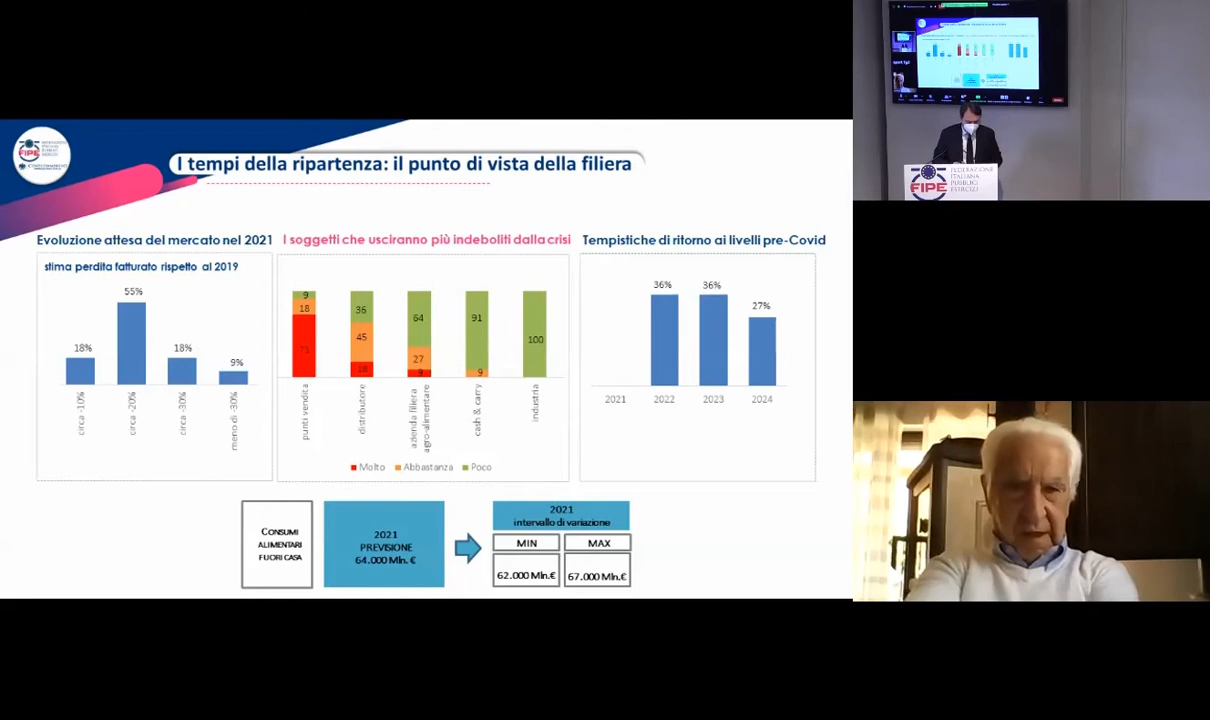 I tempi della ripartenza: il punto di vista della filiera
FIPE
Evoluzione attesa del mercato nel 2021
stima perdita fatturato rispetto al 2019
18%
55%
18%
9%
circa -10%
circa -20%
circa -30%
meno di -30%
I soggetti che usciranno più indeboliti dalla crisi
9
18
73
36
45
18
64
27
9
91
9
100
punti vendita
distributore
azienda filiera
agro-alimentare
cash & carry
industria
Molto
Abbastanza
Poco
Tempistiche di ritorno ai livelli pre-Covid
36%
36%
27%
2021
2022
2023
2024
CONSUMI
ALIMENTARI
FUORI CASA
2021
PREVISIONE
64.000 Mln. €
2021
intervallo di variazione
MIN
MAX
62.000 Mln.€
67.000 Mln.€
FIPE
FEDERAZIONE
ITALIANA
PUBBLICI
ESERCIZI